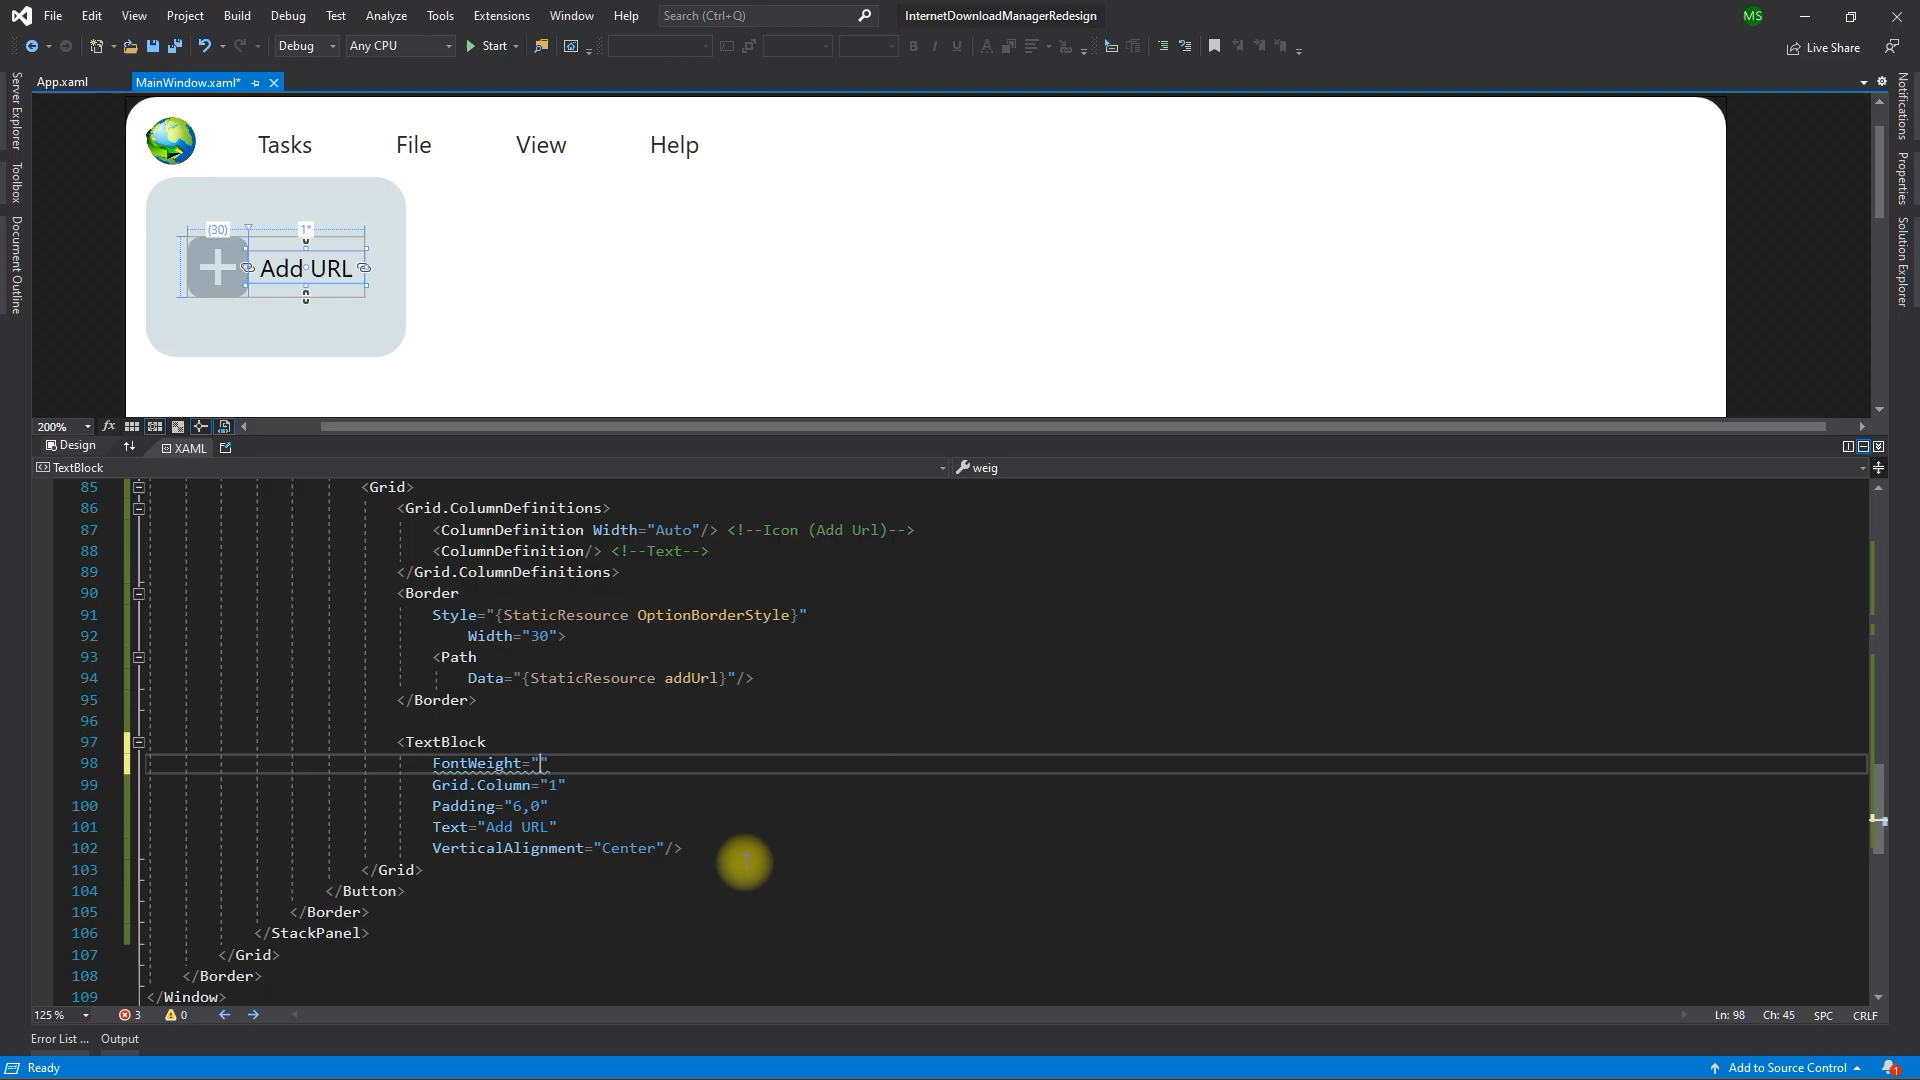 File Edit View Project Build Debug Test Analyze Tools Extensions Window Help Search (Ctrl+Q) InternetDownloadManagerRedesign MS
Debug Any CPU Start Live Share
App.xaml MainWindow.xaml*
Server Explorer
Toolbox
Document Outline
Notifications
Properties
Solution Explorer
Tasks File View Help
(30) 1*
Add URL
200%
Design XAML
TextBlock weig
85 <Grid>
86 <Grid.ColumnDefinitions>
87 <ColumnDefinition Width="Auto"/> <!--Icon (Add Url)-->
88 <ColumnDefinition/> <!--Text-->
89 </Grid.ColumnDefinitions>
90 <Border
91 Style="{StaticResource OptionBorderStyle}"
92 Width="30">
93 <Path
94 Data="{StaticResource addUrl}"/>
95 </Border>
96
97 <TextBlock
98 FontWeight=""
99 Grid.Column="1"
100 Padding="6,0"
101 Text="Add URL"
102 VerticalAlignment="Center"/>
103 </Grid>
104 </Button>
105 </Border>
106 </StackPanel>
107 </Grid>
108 </Border>
109 </Window>
125 % 3 0 Ln: 98 Ch: 45 SPC CRLF
Error List ... Output
Ready Add to Source Control 1